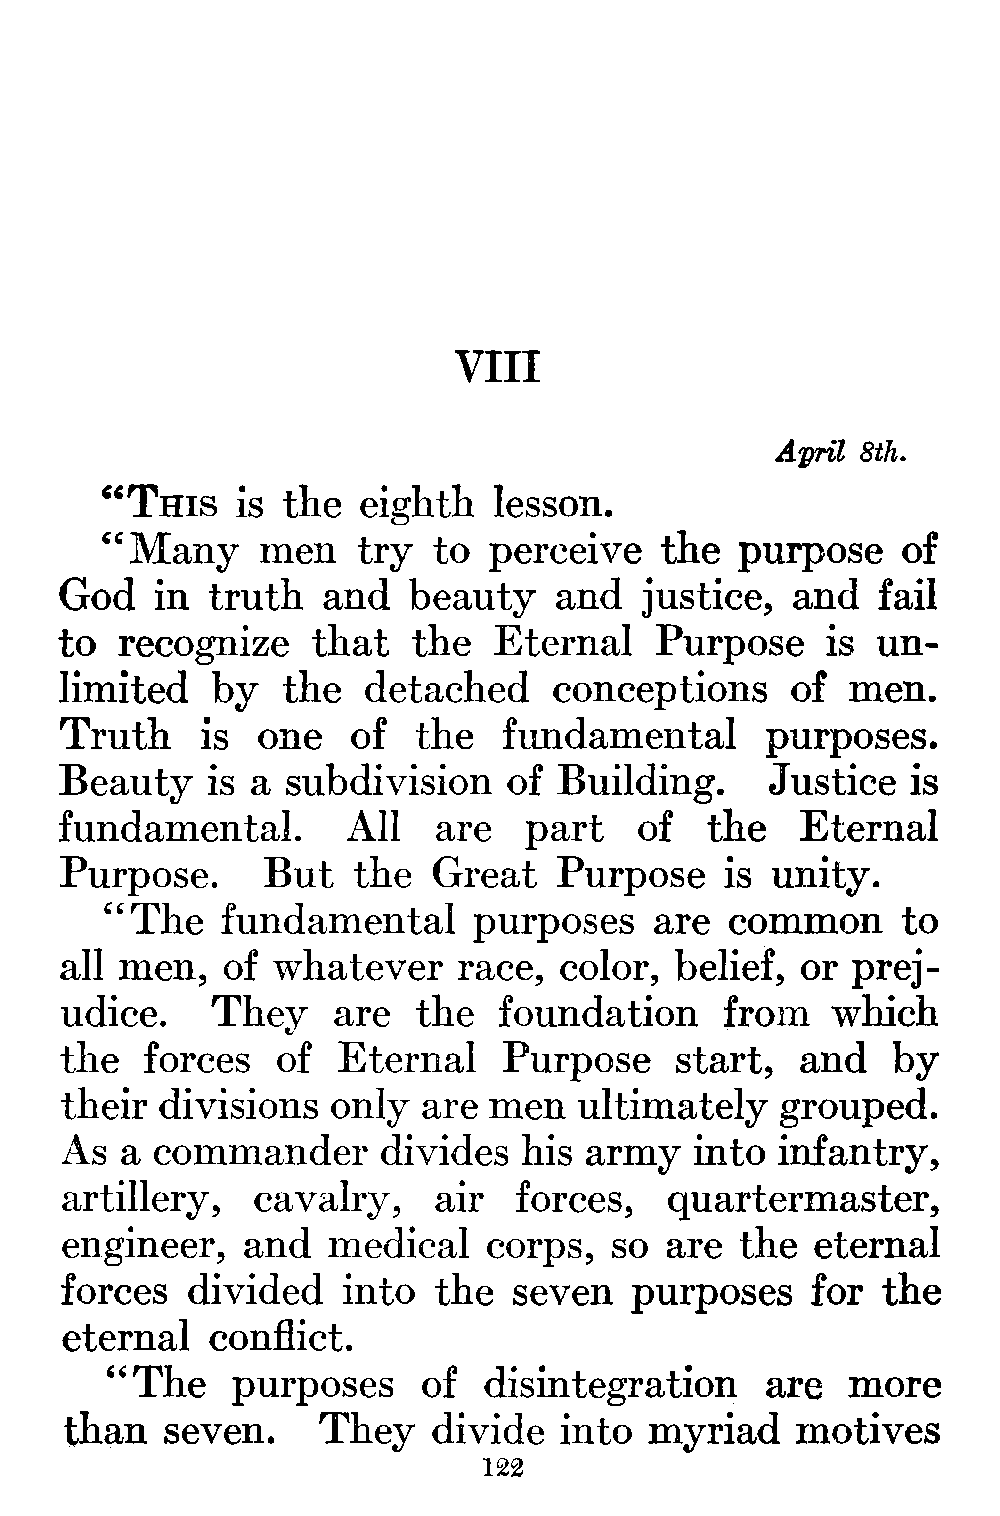 VIII
April 8th.
“This is the eighth lesson.
“Many men try to perceive the purpose of
God in truth and beauty and justice, and fail
to recognize that the Eternal Purpose is un-
limited by the detached conceptions of men.
Truth is one of the fundamental purposes.
Beauty is a subdivision of Building. Justice is
fundamental. All are part of the Eternal
Purpose. But the Great Purpose is unity.
“The fundamental purposes are common to
all men, of whatever race, color, belief, or prej-
udice. They are the foundation from which
the forces of Eternal Purpose start, and by
their divisions only are men ultimately grouped.
As a commander divides his army into infantry,
artillery, cavalry, air forces, quartermaster,
engineer, and medical corps, so are the eternal
forces divided into the seven purposes for the
eternal conflict.
“The purposes of disintegration are more
than seven. They divide into myriad motives
122